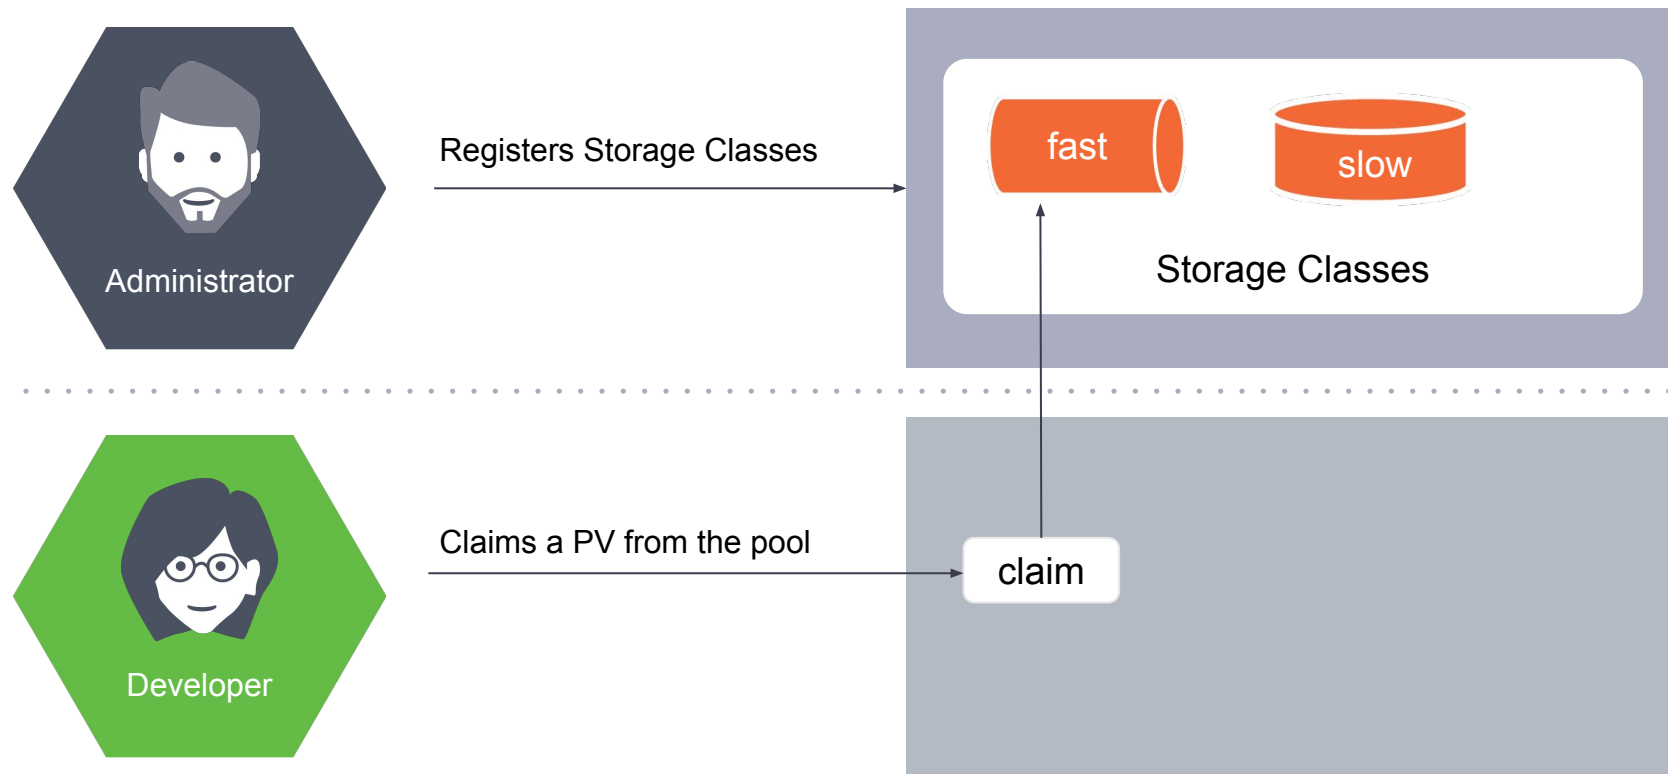 Administrator
Registers Storage Classes
fast
slow
Storage Classes
Developer
Claims a PV from the pool
claim